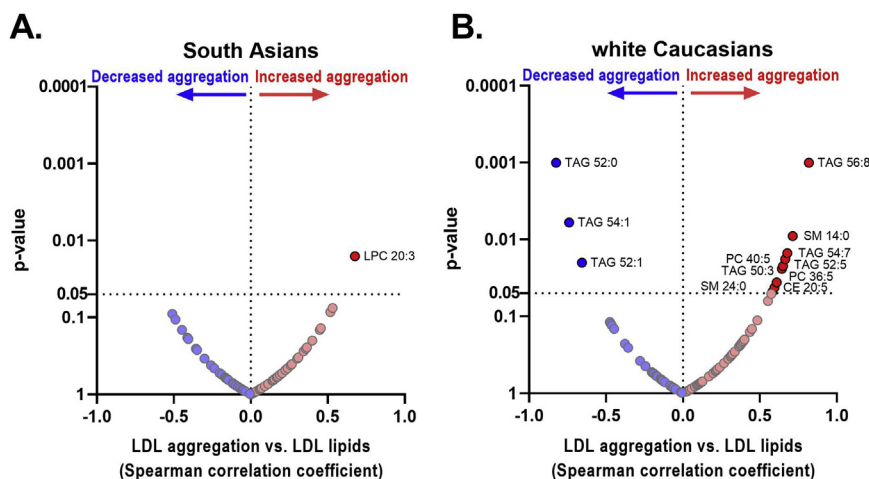 A.
South Asians
Decreased aggregation Increased aggregation
0.0001
0.001
0.01
0.05
0.1
1
p-value
LPC 20:3
-1.0 -0.5 0 0.5 1.0
LDL aggregation vs. LDL lipids
(Spearman correlation coefficient)
B.
white Caucasians
Decreased aggregation Increased aggregation
0.0001
0.001
0.01
0.05
0.1
1
p-value
TAG 52:0
TAG 56:8
TAG 54:1
SM 14:0
TAG 54:7
PC 40:5
TAG 52:5
TAG 52:1
TAG 50:3
PC 36:5
SM 24:0
CE 20:5
-1.0 -0.5 0 0.5 1.0
LDL aggregation vs. LDL lipids
(Spearman correlation coefficient)